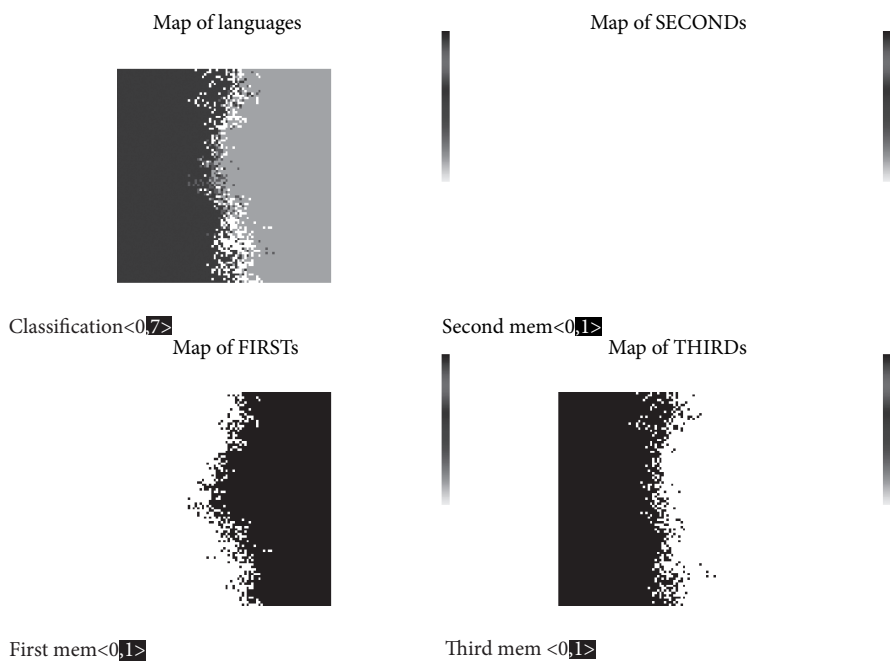 Map of languages
Map of SECONDs
Classification<0,7>
Second mem<0,1>
Map of FIRSTs
Map of THIRDs
First mem<0,1>
Third mem <0,1>